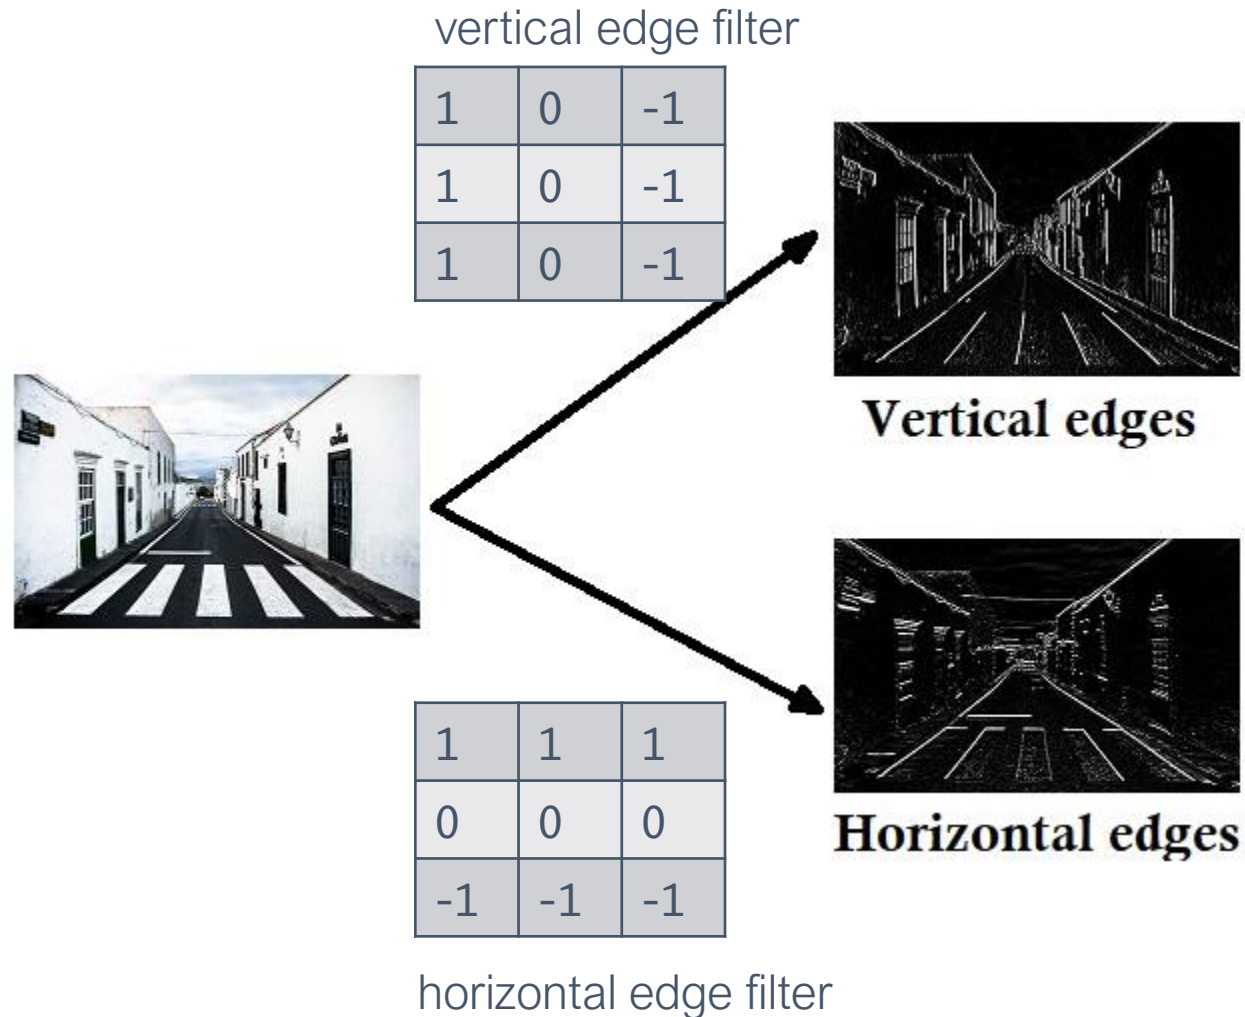 vertical edge filter
1 0 -1
1 0 -1
1 0 -1
Vertical edges
1 1 1
0 0 0
-1 -1 -1
Horizontal edges
horizontal edge filter